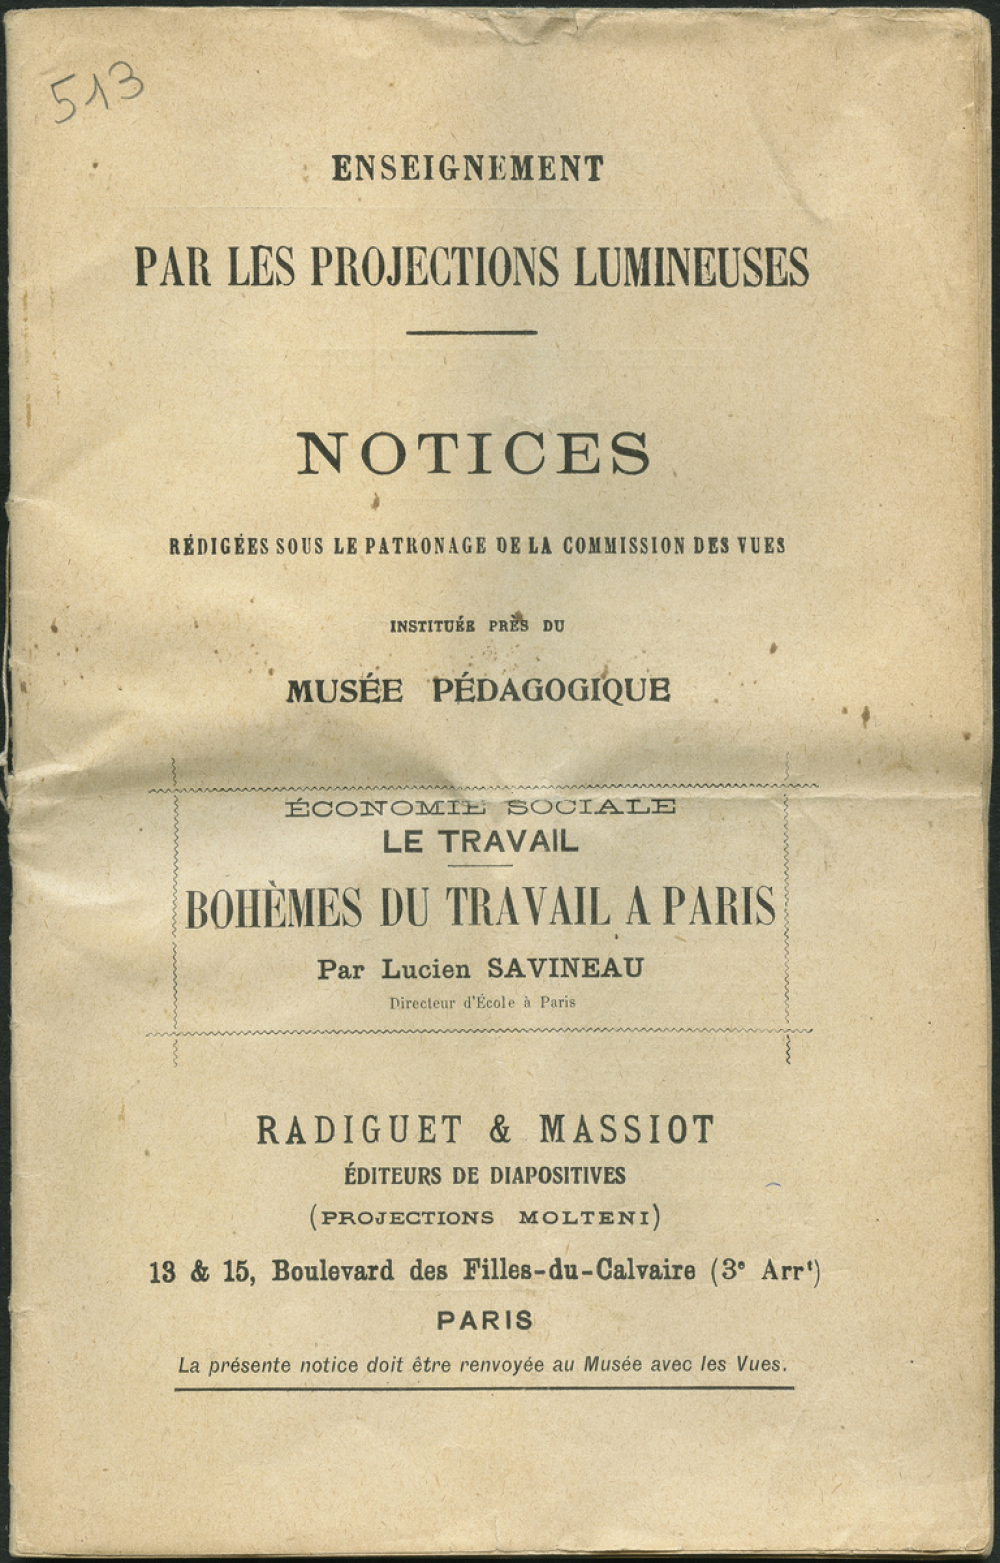 513
ENSEIGNEMENT
PAR LES PROJECTIONS LUMINEUSES
NOTICES
RÉDIGÉES SOUS LE PATRONAGE DE LA COMMISSION DES VUES
INSTITUÉE PRÈS DU
MUSÉE PÉDAGOGIQUE
ÉCONOMIE SOCIALE
LE TRAVAIL
BOHÈMES DU TRAVAIL A PARIS
Par Lucien SAVINEAU
Directeur d'École à Paris
RADIGUET & MASSIOT
ÉDITEURS DE DIAPOSITIVES
(PROJECTIONS MOLTENI)
13 & 15, Boulevard des Filles-du-Calvaire (3e Arrt)
PARIS
La présente notice doit être renvoyée au Musée avec les Vues.